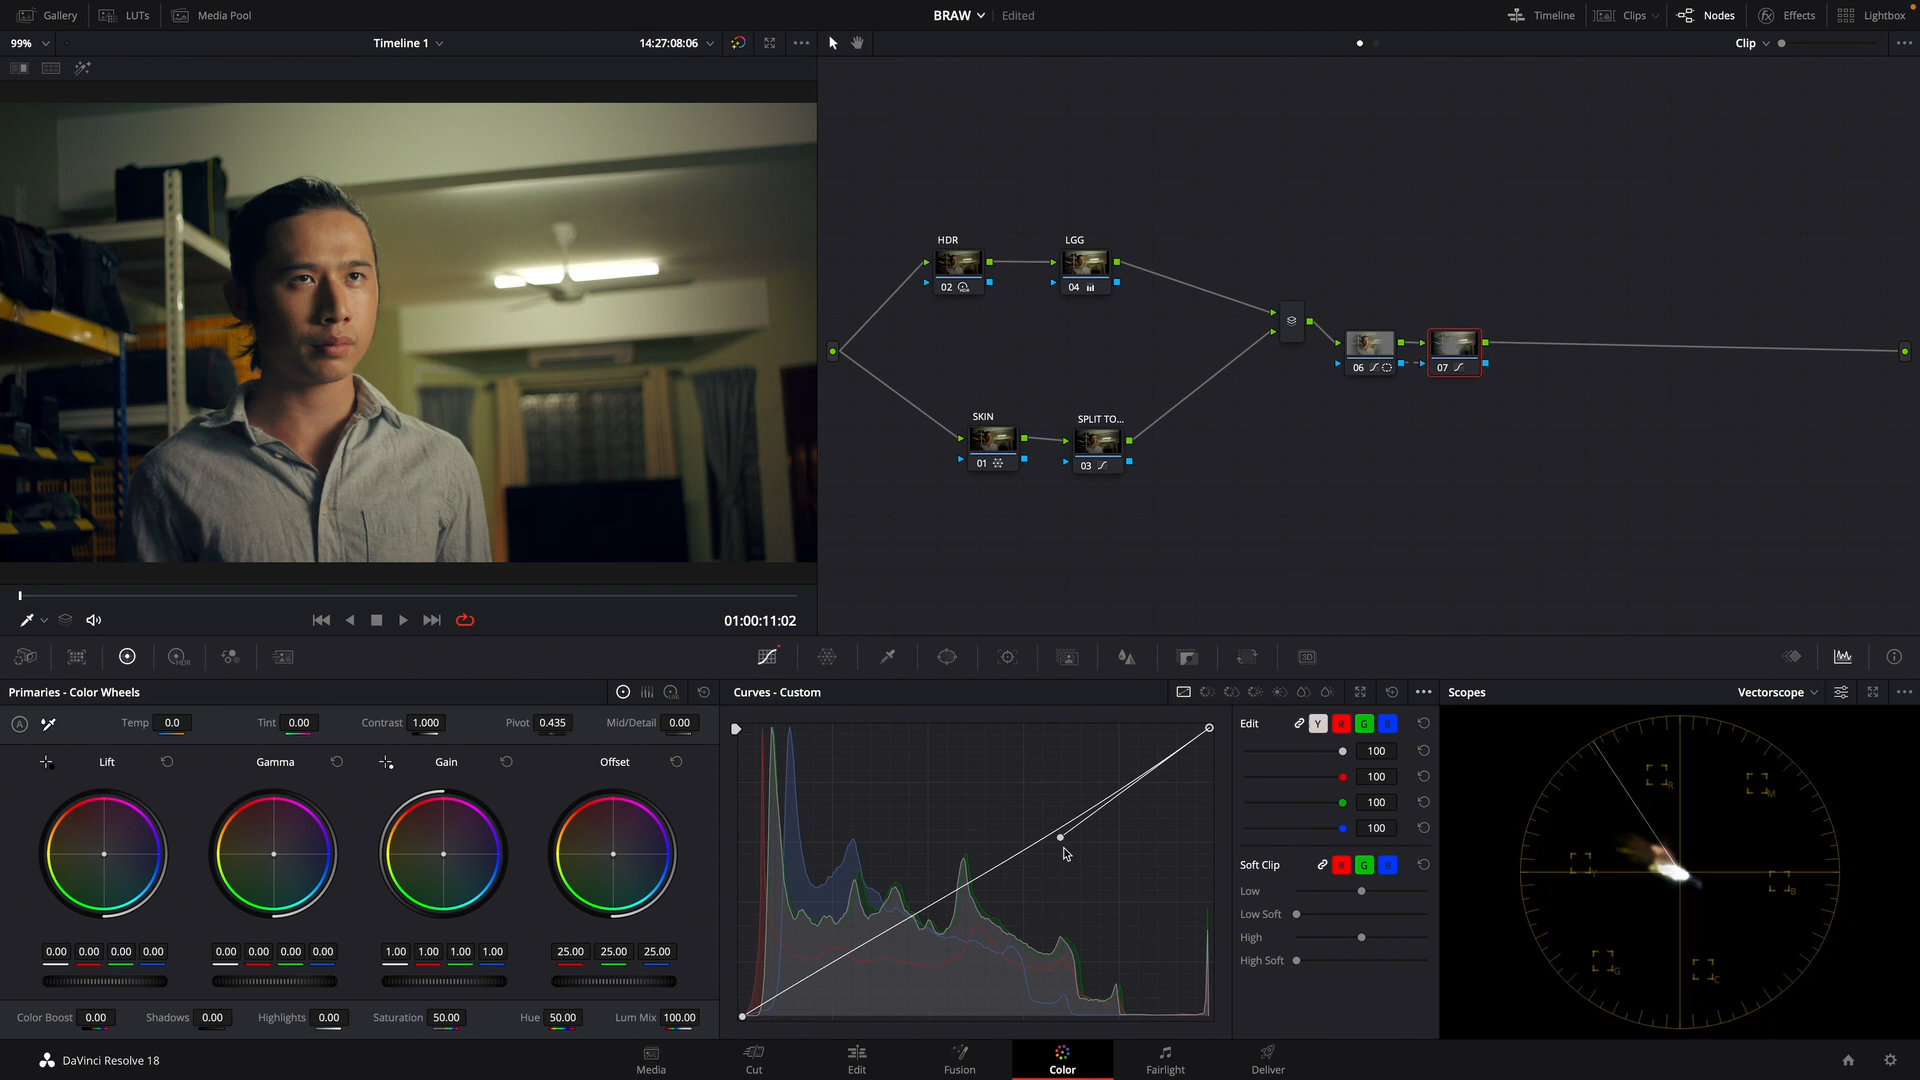 Gallery LUTs Media Pool BRAW Edited Timeline Clips Nodes Effects Lightbox
99% Timeline 1 14:27:08:06 Clip
HDR LGG
02 HDR 04
06 07
SKIN SPLIT TO...
01 03
01:00:11:02
HDR 3D
Primaries - Color Wheels LOG Curves - Custom Scopes Vectorscope
A Temp 0.0 Tint 0.00 Contrast 1.000 Pivot 0.435 Mid/Detail 0.00 Edit Y R G B
100
Lift Gamma Gain Offset
100
100
100
Soft Clip R G B
Low
Low Soft
High
High Soft
R M Y B G C
0.00 0.00 0.00 0.00 0.00 0.00 0.00 0.00 1.00 1.00 1.00 1.00 25.00 25.00 25.00
Color Boost 0.00 Shadows 0.00 Highlights 0.00 Saturation 50.00 Hue 50.00 Lum Mix 100.00
DaVinci Resolve 18 Media Cut Edit Fusion Color Fairlight Deliver